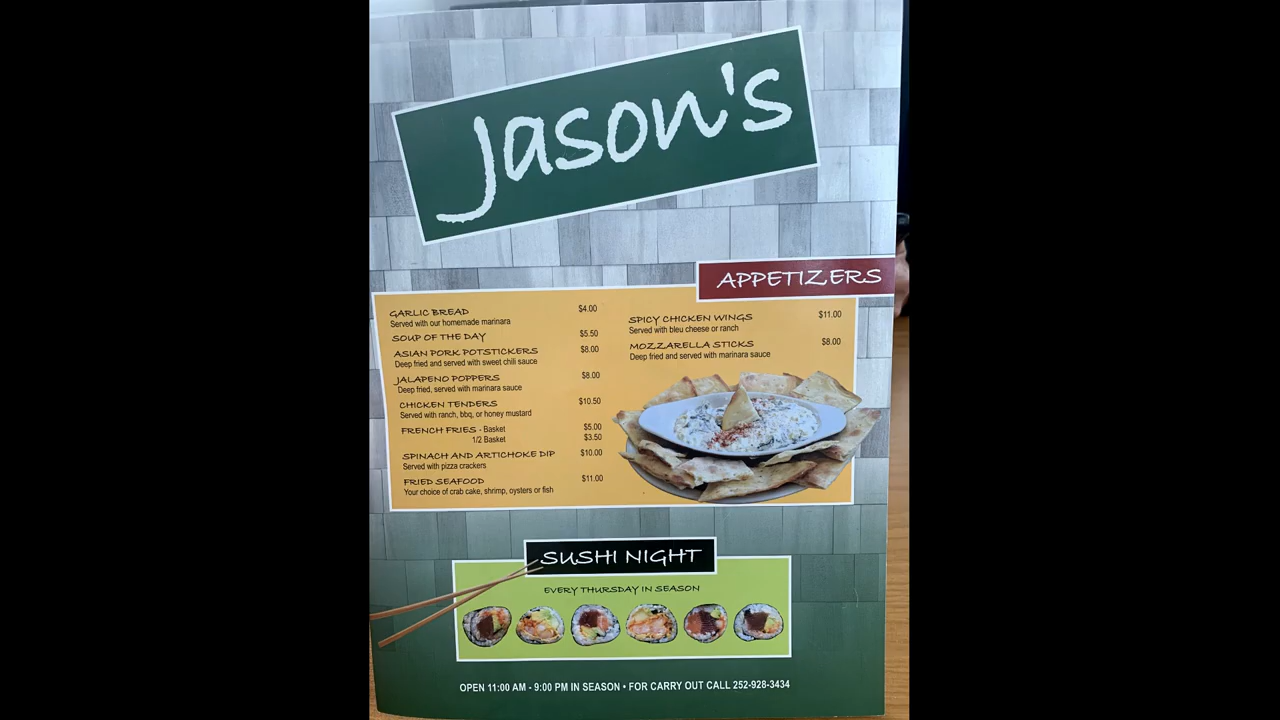 Jason's
APPETIZERS
GARLIC BREAD $4.00
Served with our homemade marinara
SOUP OF THE DAY $5.50
ASIAN PORK POTSTICKERS $8.00
Deep fried and served with sweet chili sauce
JALAPENO POPPERS $8.00
Deep fried, served with marinara sauce
CHICKEN TENDERS $10.50
Served with ranch, bbq, or honey mustard
FRENCH FRIES - Basket $5.00
1/2 Basket $3.50
SPINACH AND ARTICHOKE DIP $10.00
Served with pizza crackers
FRIED SEAFOOD $11.00
Your choice of crab cake, shrimp, oysters or fish
SPICY CHICKEN WINGS $11.00
Served with bleu cheese or ranch
MOZZARELLA STICKS $8.00
Deep fried and served with marinara sauce
SUSHI NIGHT
EVERY THURSDAY IN SEASON
OPEN 11:00 AM - 9:00 PM IN SEASON • FOR CARRY OUT CALL 252-928-3434